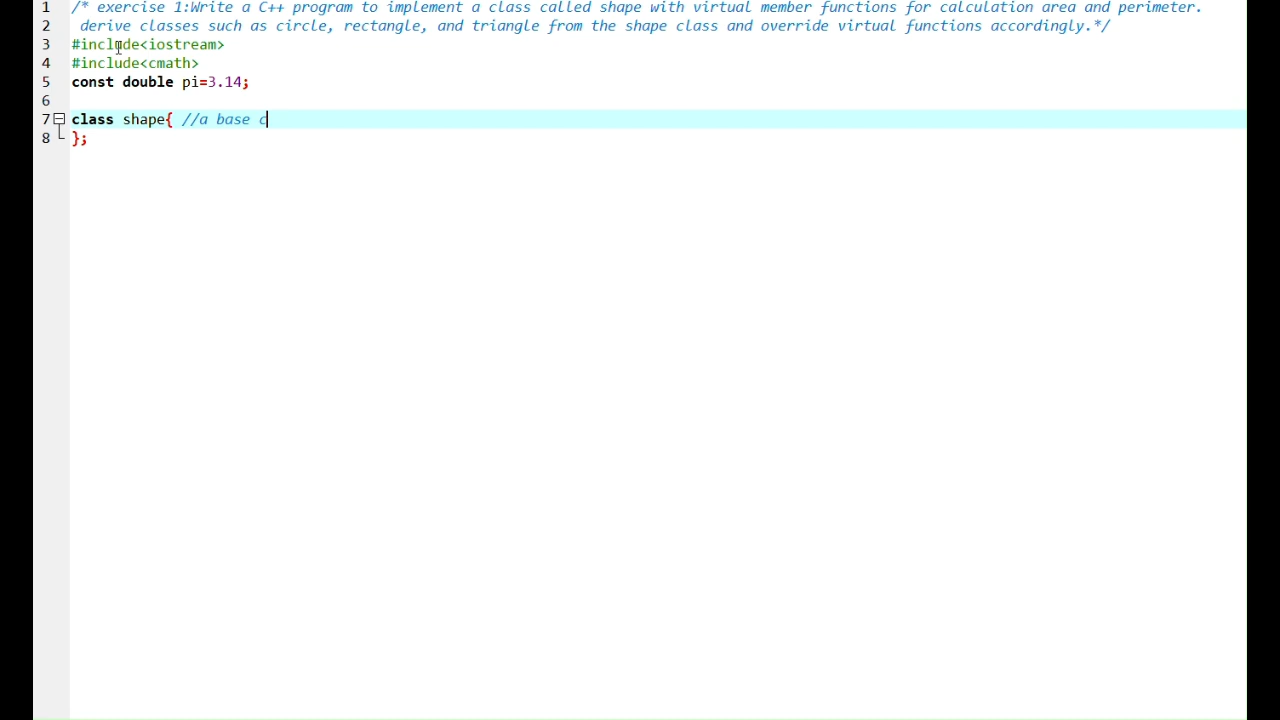 1 /* exercise 1:Write a C++ program to implement a class called shape with virtual member functions for calculation area and perimeter.
2 derive classes such as circle, rectangle, and triangle from the shape class and override virtual functions accordingly.*/
3 #include<iostream>
4 #include<cmath>
5 const double pi=3.14;
6
7 class shape{ //a base c
8 };